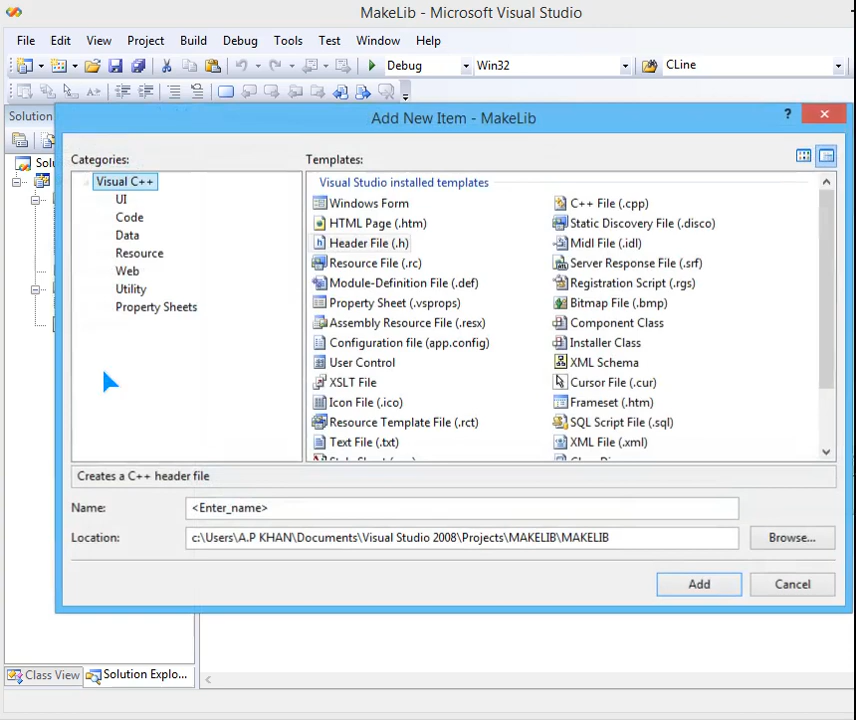 MakeLib - Microsoft Visual Studio
File Edit View Project Build Debug Tools Test Window Help
Debug Win32 CLine
Solution
Add New Item - MakeLib
?
Categories: Templates:
Visual C++
UI
Code
Data
Resource
Web
Utility
Property Sheets
Visual Studio installed templates
Windows Form C++ File (.cpp)
HTML Page (.htm) Static Discovery File (.disco)
Header File (.h) Midl File (.idl)
Resource File (.rc) Server Response File (.srf)
Module-Definition File (.def) Registration Script (.rgs)
Property Sheet (.vsprops) Bitmap File (.bmp)
Assembly Resource File (.resx) Component Class
Configuration file (app.config) Installer Class
User Control XML Schema
XSLT File Cursor File (.cur)
Icon File (.ico) Frameset (.htm)
Resource Template File (.rct) SQL Script File (.sql)
Text File (.txt) XML File (.xml)
Creates a C++ header file
Name: <Enter_name>
Location: c:\Users\A.P KHAN\Documents\Visual Studio 2008\Projects\MAKELIB\MAKELIB Browse...
Add Cancel
Class View Solution Explo...